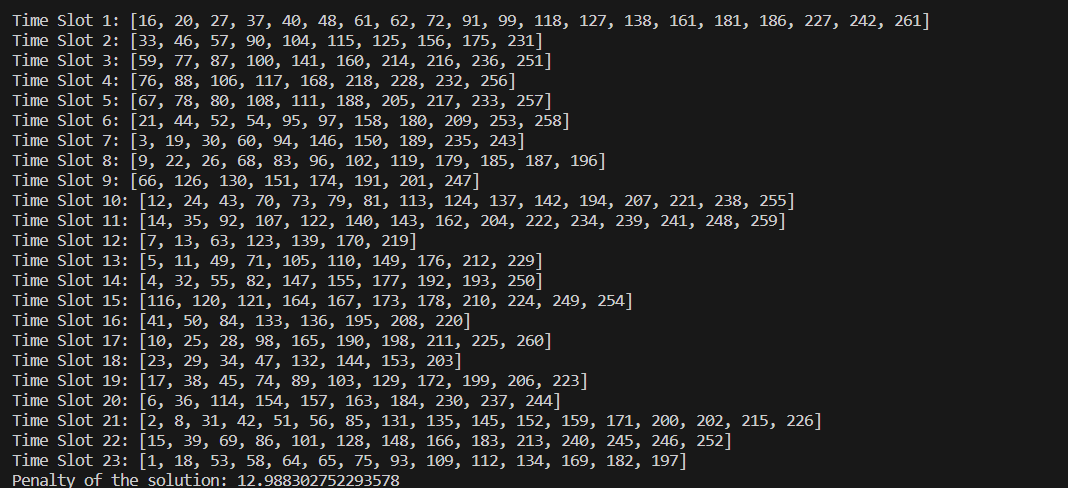 Time Slot 1: [16, 20, 27, 37, 40, 48, 61, 62, 72, 91, 99, 118, 127, 138, 161, 181, 186, 227, 242, 261]
Time Slot 2: [33, 46, 57, 90, 104, 115, 125, 156, 175, 231]
Time Slot 3: [59, 77, 87, 100, 141, 160, 214, 216, 236, 251]
Time Slot 4: [76, 88, 106, 117, 168, 218, 228, 232, 256]
Time Slot 5: [67, 78, 80, 108, 111, 188, 205, 217, 233, 257]
Time Slot 6: [21, 44, 52, 54, 95, 97, 158, 180, 209, 253, 258]
Time Slot 7: [3, 19, 30, 60, 94, 146, 150, 189, 235, 243]
Time Slot 8: [9, 22, 26, 68, 83, 96, 102, 119, 179, 185, 187, 196]
Time Slot 9: [66, 126, 130, 151, 174, 191, 201, 247]
Time Slot 10: [12, 24, 43, 70, 73, 79, 81, 113, 124, 137, 142, 194, 207, 221, 238, 255]
Time Slot 11: [14, 35, 92, 107, 122, 140, 143, 162, 204, 222, 234, 239, 241, 248, 259]
Time Slot 12: [7, 13, 63, 123, 139, 170, 219]
Time Slot 13: [5, 11, 49, 71, 105, 110, 149, 176, 212, 229]
Time Slot 14: [4, 32, 55, 82, 147, 155, 177, 192, 193, 250]
Time Slot 15: [116, 120, 121, 164, 167, 173, 178, 210, 224, 249, 254]
Time Slot 16: [41, 50, 84, 133, 136, 195, 208, 220]
Time Slot 17: [10, 25, 28, 98, 165, 190, 198, 211, 225, 260]
Time Slot 18: [23, 29, 34, 47, 132, 144, 153, 203]
Time Slot 19: [17, 38, 45, 74, 89, 103, 129, 172, 199, 206, 223]
Time Slot 20: [6, 36, 114, 154, 157, 163, 184, 230, 237, 244]
Time Slot 21: [2, 8, 31, 42, 51, 56, 85, 131, 135, 145, 152, 159, 171, 200, 202, 215, 226]
Time Slot 22: [15, 39, 69, 86, 101, 128, 148, 166, 183, 213, 240, 245, 246, 252]
Time Slot 23: [1, 18, 53, 58, 64, 65, 75, 93, 109, 112, 134, 169, 182, 197]
Penalty of the solution: 12.988302752293578